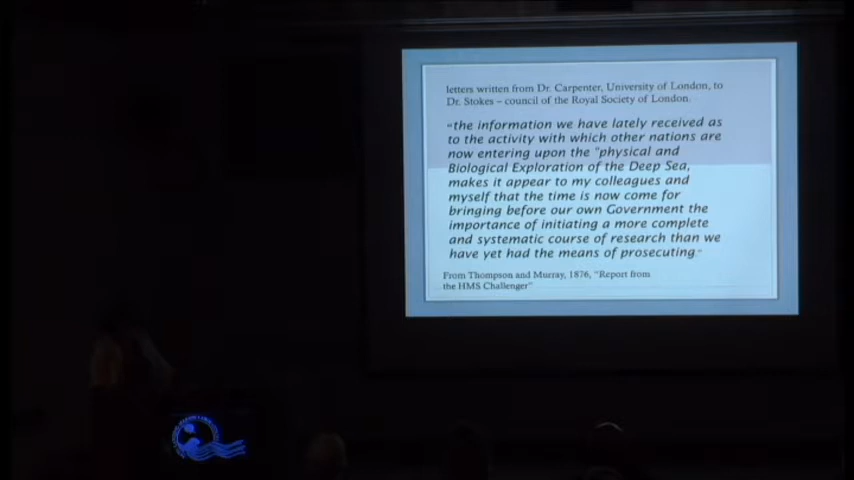 letters written from Dr. Carpenter, University of London, to
Dr. Stokes – council of the Royal Society of London.
"the information we have lately received as
to the activity with which other nations are
now entering upon the "physical and
Biological Exploration of the Deep Sea,
makes it appear to my colleagues and
myself that the time is now come for
bringing before our own Government the
importance of initiating a more complete
and systematic course of research than we
have yet had the means of prosecuting."
From Thompson and Murray, 1876, "Report from
the HMS Challenger"